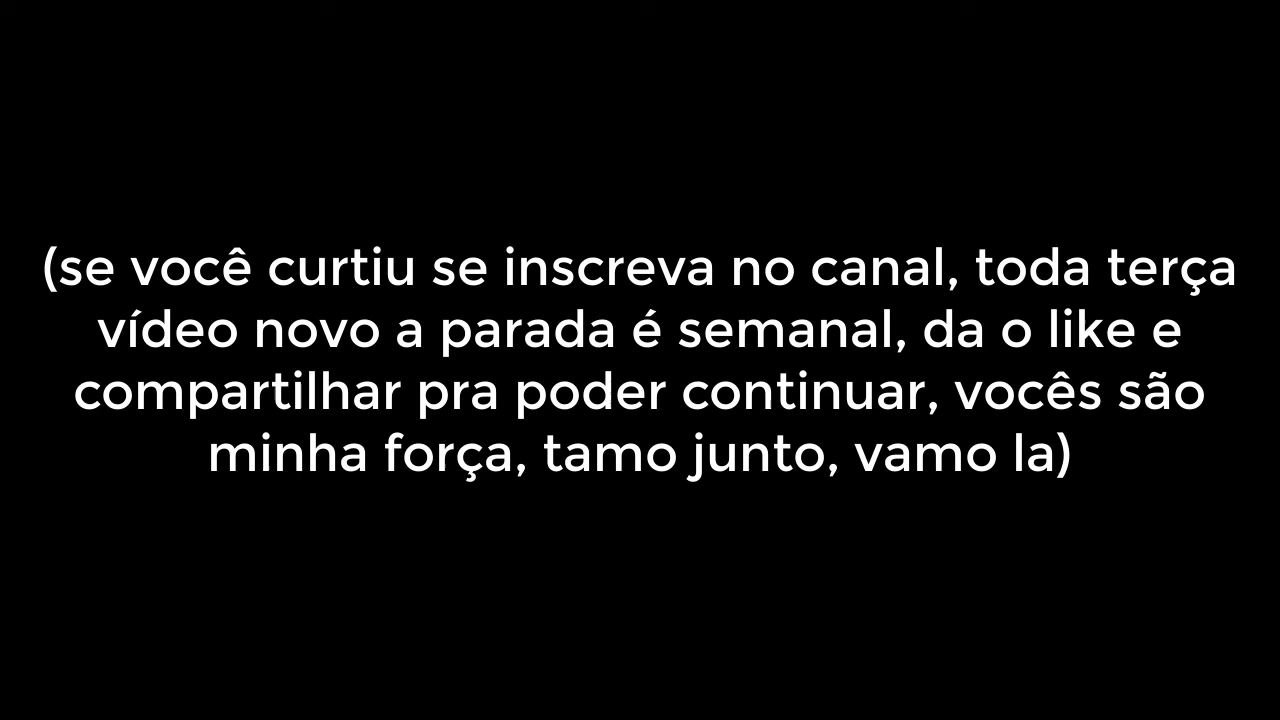 (se você curtiu se inscreva no canal, toda terça
vídeo novo a parada é semanal, da o like e
compartilhar pra poder continuar, vocês são
minha força, tamo junto, vamo la)